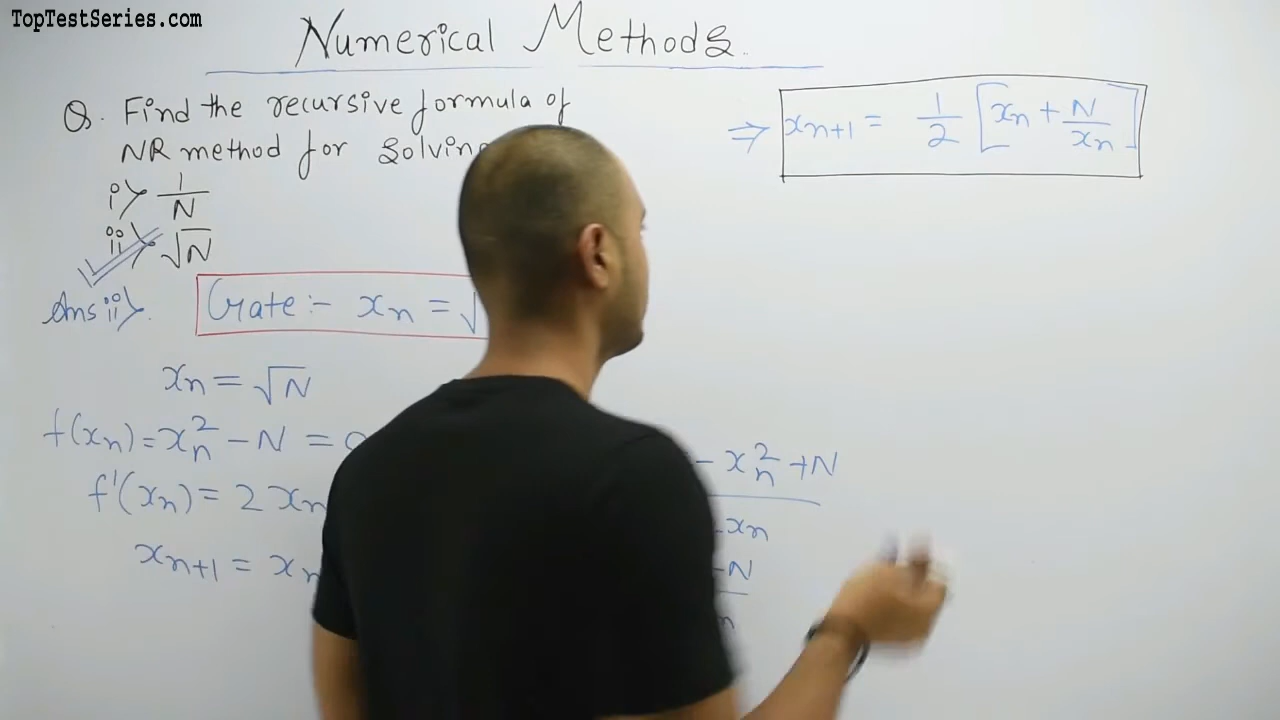 TopTestSeries.com
Numerical Methods.
Q. Find the recursive formula of
NR method for solving
i> 1/N
ii> √N
Ans ii>.
Gate:- xₙ = √
xₙ = √N
f(xₙ) = xₙ² - N = 0
f'(xₙ) = 2xₙ
xₙ₊₁ = xₙ
- xₙ² + N
xₙ
-N
n
⇒ xₙ₊₁ = 1/2 [xₙ + N/xₙ]